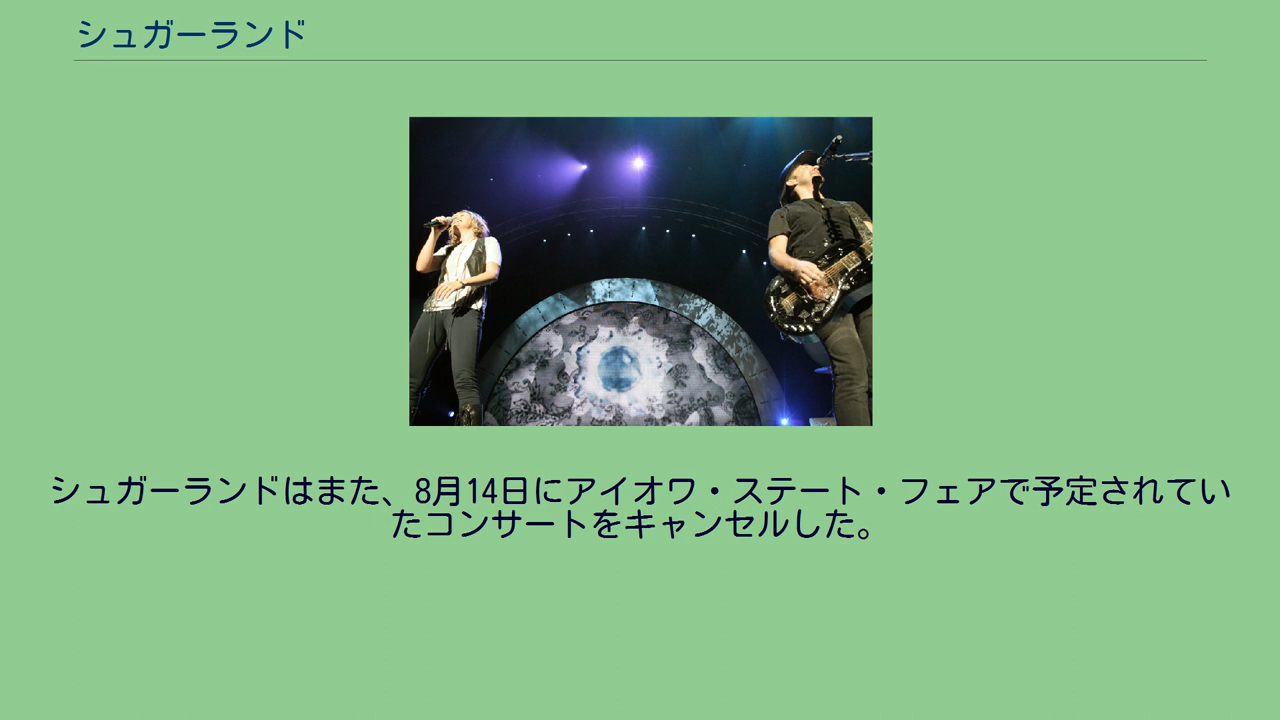 シュガーランド
シュガーランドはまた、8月14日にアイオワ・ステート・フェアで予定されてい
たコンサートをキャンセルした。